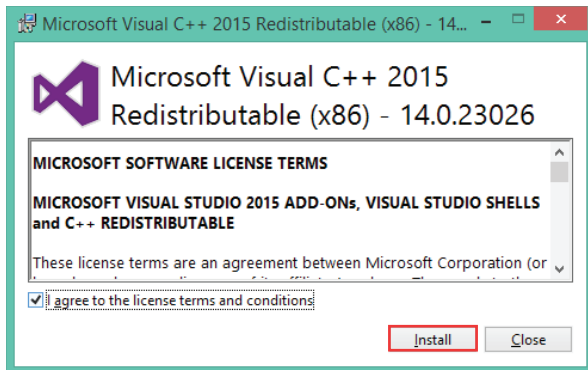 Microsoft Visual C++ 2015 Redistributable (x86) - 14...
Microsoft Visual C++ 2015
Redistributable (x86) - 14.0.23026
MICROSOFT SOFTWARE LICENSE TERMS
MICROSOFT VISUAL STUDIO 2015 ADD-ONs, VISUAL STUDIO SHELLS
and C++ REDISTRIBUTABLE
These license terms are an agreement between Microsoft Corporation (or
I agree to the license terms and conditions
Install
Close